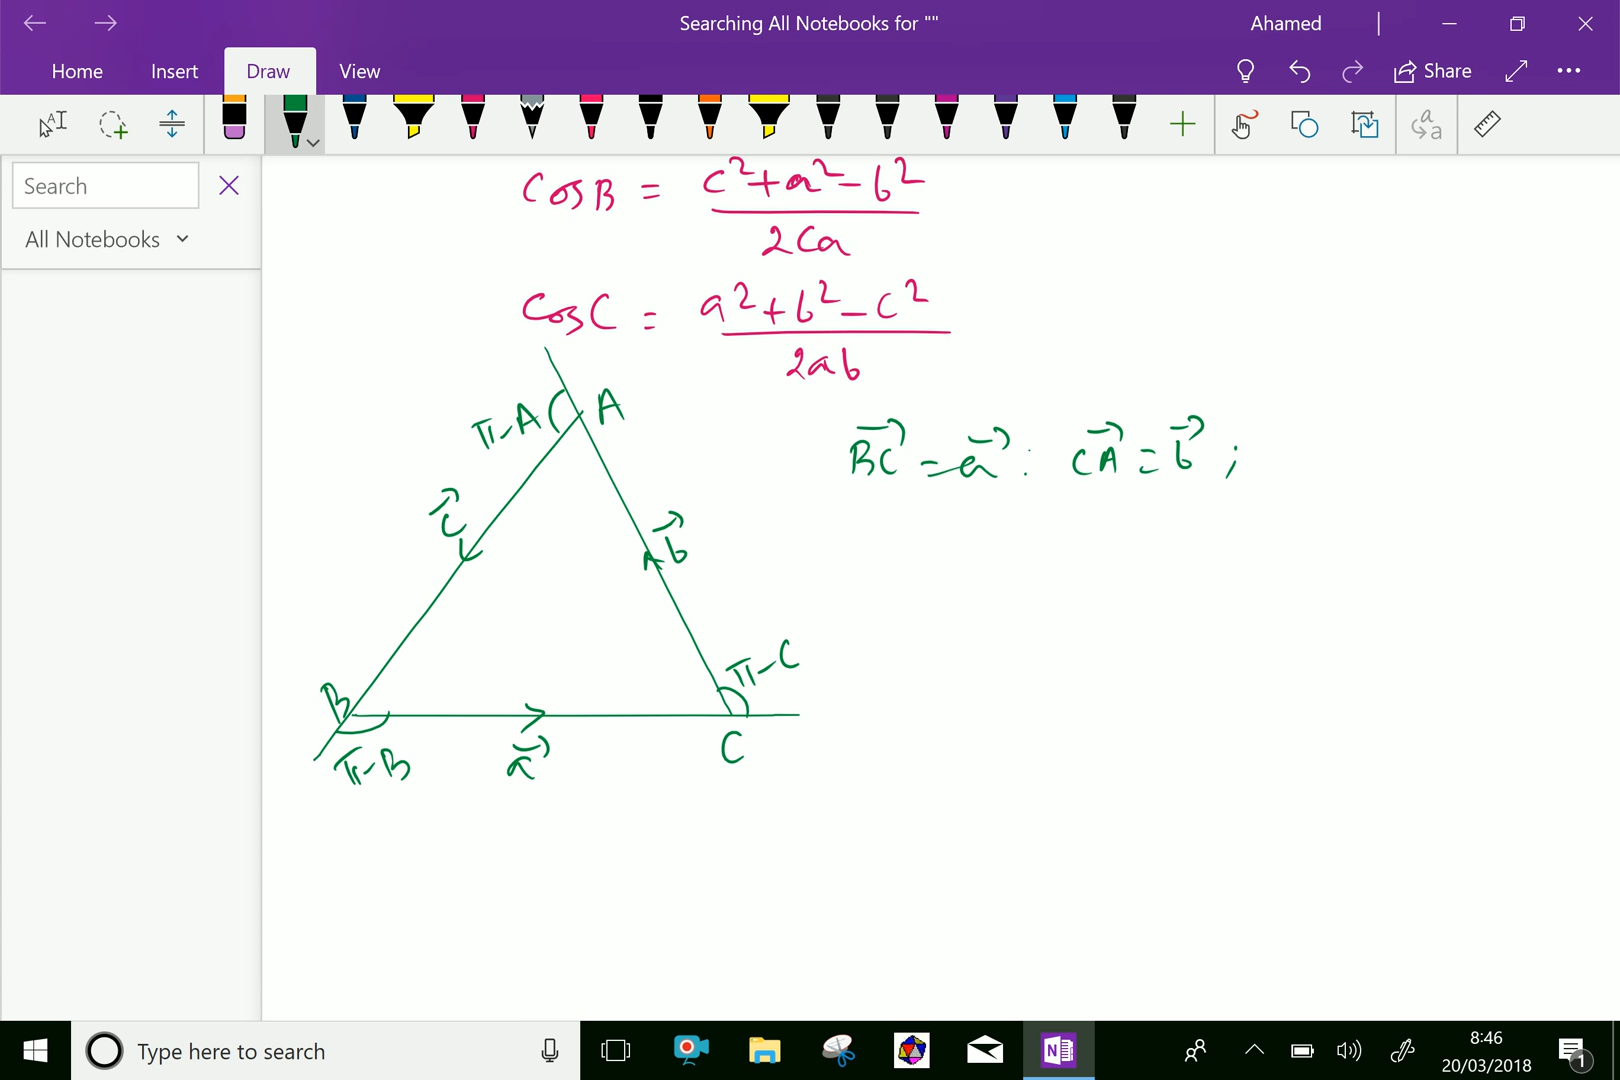 Searching All Notebooks for ""
Ahamed
Home Insert Draw View
Share
Search
All Notebooks
CosB = c²+a²-b² / 2ca
CosC = a²+b²-c² / 2ab
π-A A
BC⃗ = a⃗ : CA⃗ = b⃗ ;
c⃗
b⃗
π-C
B
C
π-B
a⃗
Type here to search
8:46
20/03/2018
1